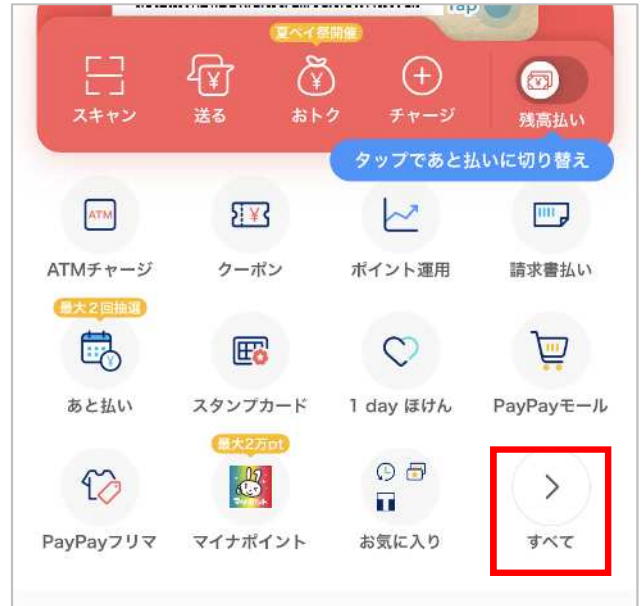 Tap
夏ペイ祭開催
スキャン
送る
おトク
チャージ
残高払い
タップであと払いに切り替え
ATM
ATMチャージ
クーポン
ポイント運用
請求書払い
最大2回抽選
あと払い
スタンプカード
1 day ほけん
PayPayモール
最大2万pt
PayPayフリマ
マイナポイント
お気に入り
すべて